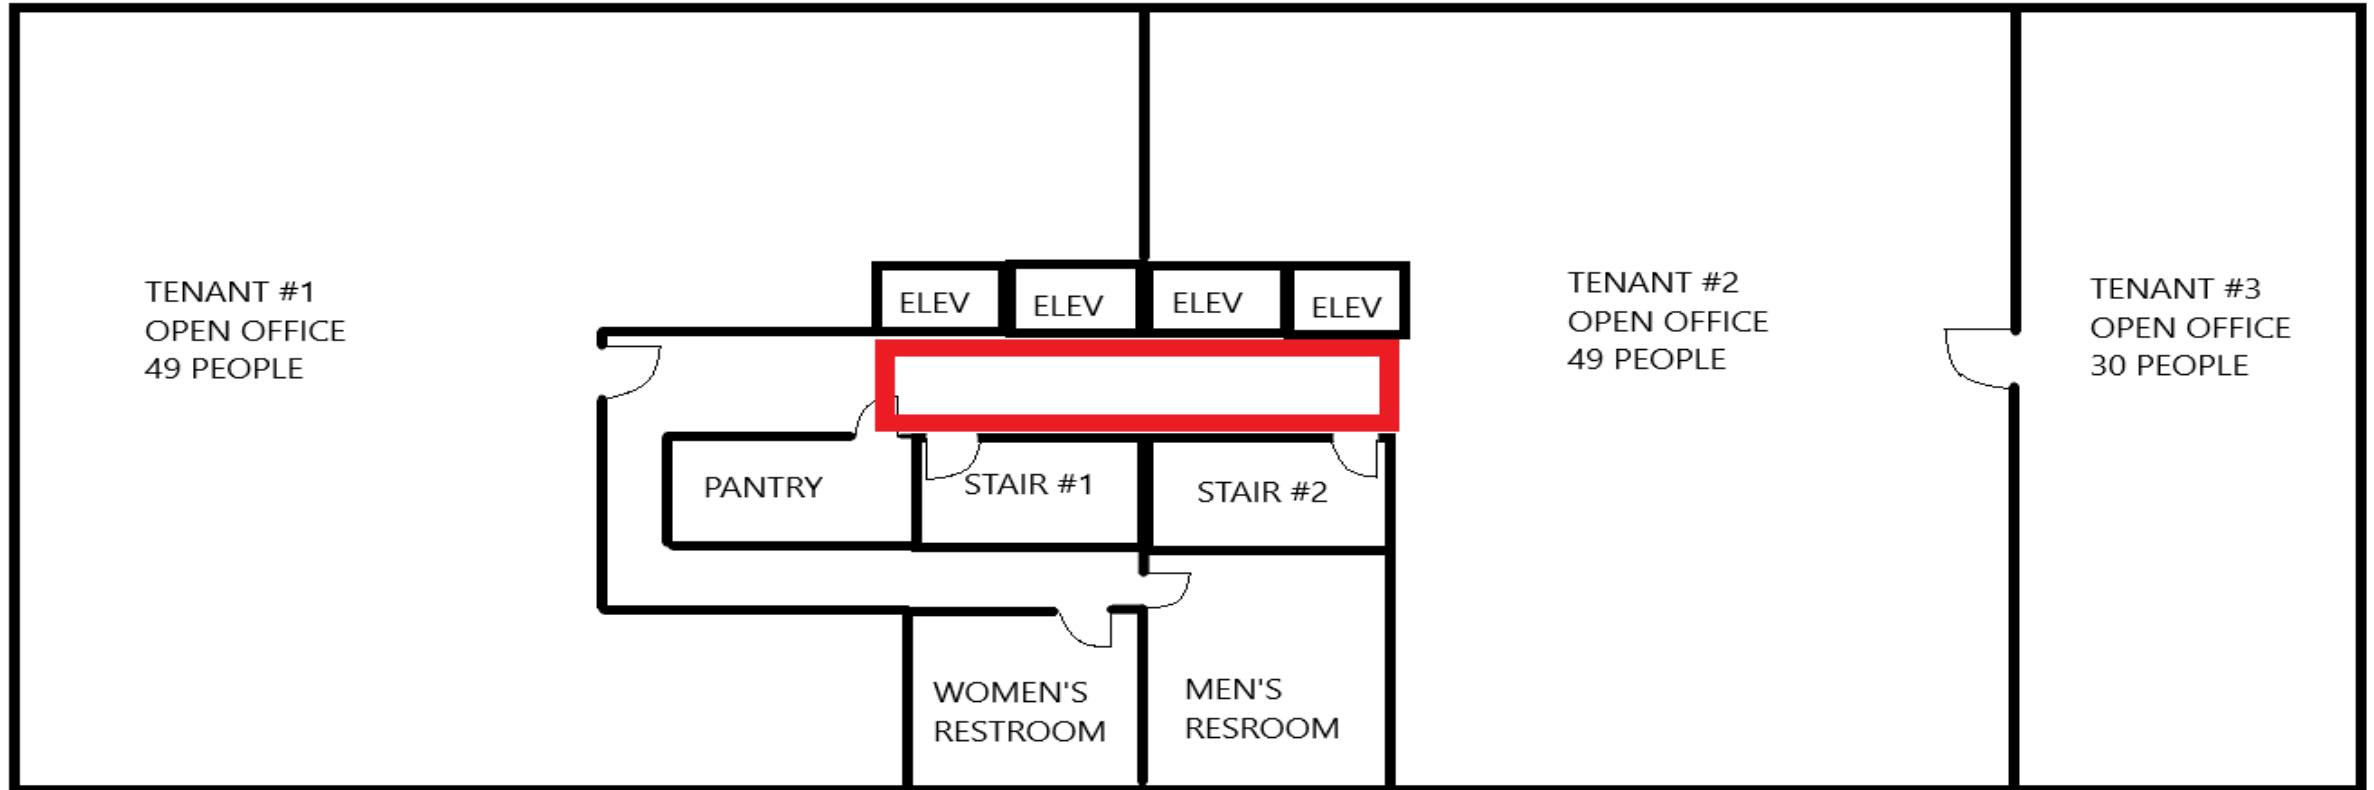 TENANT #1
OPEN OFFICE
49 PEOPLE
ELEV
ELEV
ELEV
ELEV
TENANT #2
OPEN OFFICE
49 PEOPLE
TENANT #3
OPEN OFFICE
30 PEOPLE
PANTRY
STAIR #1
STAIR #2
WOMEN'S
RESTROOM
MEN'S
RESROOM